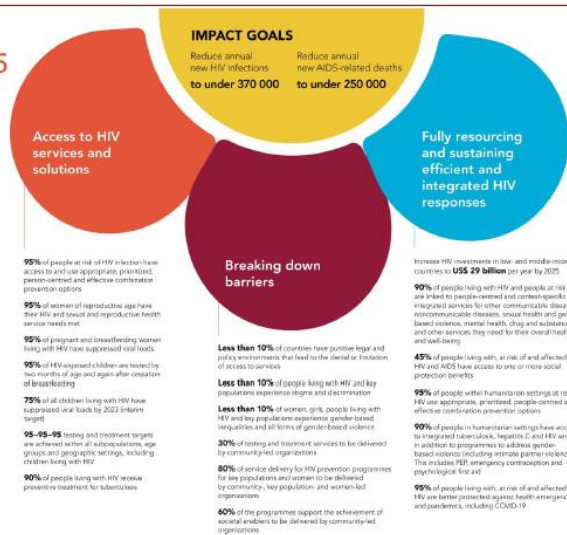 5
IMPACT GOALS
Reduce annual
new HIV infections
to under 370 000
Reduce annual
new AIDS-related deaths
to under 250 000
Access to HIV
services and
solutions
95% of people at risk of HIV infection have
access to and use appropriate, prioritized,
person-centred and effective combination
prevention options
95% of women of reproductive age have
their HIV and sexual and reproductive health
service needs met
95% of pregnant and breastfeeding women
living with HIV have suppressed viral loads
95% of HIV-exposed children are tested by
two months of age and again after cessation
of breastfeeding
75% of all children living with HIV have
suppressed viral loads by 2023 (interim
target)
95–95–95 testing and treatment targets
are achieved within all subpopulations, age
groups and geographic settings, including
children living with HIV
90% of people living with HIV receive
preventive treatment for tuberculosis
Breaking down
barriers
Less than 10% of countries have punitive legal and
policy environments that lead to the denial or limitation
of access to services
Less than 10% of people living with HIV and key
populations experience stigma and discrimination
Less than 10% of women, girls, people living with
HIV and key populations experience gender-based
inequalities and all forms of gender-based violence
30% of testing and treatment services to be delivered
by community-led organizations
80% of service delivery for HIV prevention programmes
for key populations and women to be delivered
by community-, key population- and women-led
organizations
60% of the programmes support the achievement of
societal enablers to be delivered by community-led
organizations
Fully resourcing
and sustaining
efficient and
integrated HIV
responses
Increase HIV investments in low- and middle-incom
countries to US$ 29 billion per year by 2025
90% of people living with HIV and people at risk
are linked to people-centred and context-specific
integrated services for other communicable diseas
noncommunicable diseases, sexual health and gen
based violence, mental health, drug and substance
and other services they need for their overall healt
and well-being
45% of people living with, at risk of and affected
HIV and AIDS have access to one or more social
protection benefits
95% of people within humanitarian settings at ris
HIV use appropriate, prioritized, people-centred a
effective combination prevention options
90% of people in humanitarian settings have acc
to integrated tuberculosis, hepatitis C and HIV serv
in addition to programmes to address gender-
based violence (including intimate partner violenc
This includes PEP, emergency contraception and
psychological first aid
95% of people living with, at risk of and affected
HIV are better protected against health emergenc
and pandemics, including COVID-19